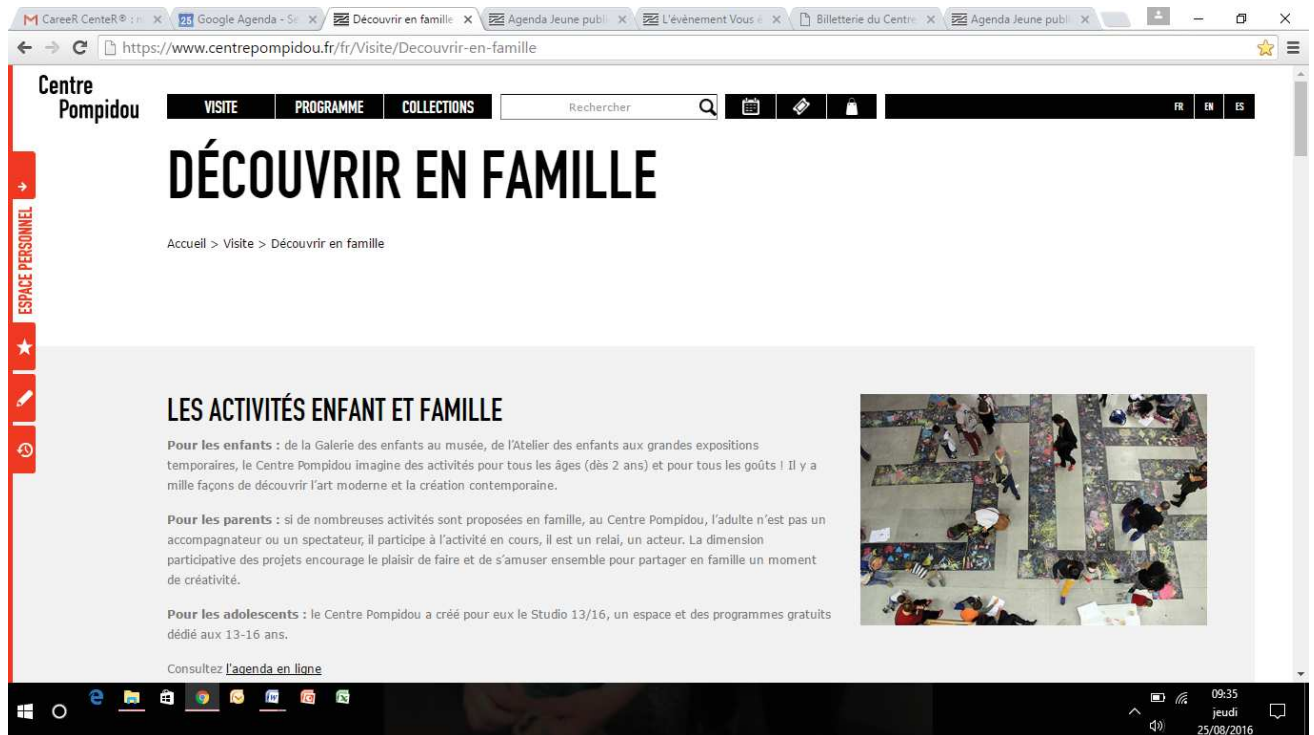 CareeR CenteR® : m
Google Agenda - Se
Découvrir en famille
Agenda Jeune publi
L'évènement Vous ê
Billetterie du Centre
Agenda Jeune publi
https://www.centrepompidou.fr/fr/Visite/Decouvrir-en-famille
Centre
Pompidou
VISITE PROGRAMME COLLECTIONS Rechercher FR EN ES
DÉCOUVRIR EN FAMILLE
ESPACE PERSONNEL
Accueil > Visite > Découvrir en famille
LES ACTIVITÉS ENFANT ET FAMILLE
Pour les enfants : de la Galerie des enfants au musée, de l'Atelier des enfants aux grandes expositions
temporaires, le Centre Pompidou imagine des activités pour tous les âges (dès 2 ans) et pour tous les goûts ! Il y a
mille façons de découvrir l'art moderne et la création contemporaine.
Pour les parents : si de nombreuses activités sont proposées en famille, au Centre Pompidou, l'adulte n'est pas un
accompagnateur ou un spectateur, il participe à l'activité en cours, il est un relai, un acteur. La dimension
participative des projets encourage le plaisir de faire et de s'amuser ensemble pour partager en famille un moment
de créativité.
Pour les adolescents : le Centre Pompidou a créé pour eux le Studio 13/16, un espace et des programmes gratuits
dédié aux 13-16 ans.
Consultez l'agenda en ligne
09:35
jeudi
25/08/2016